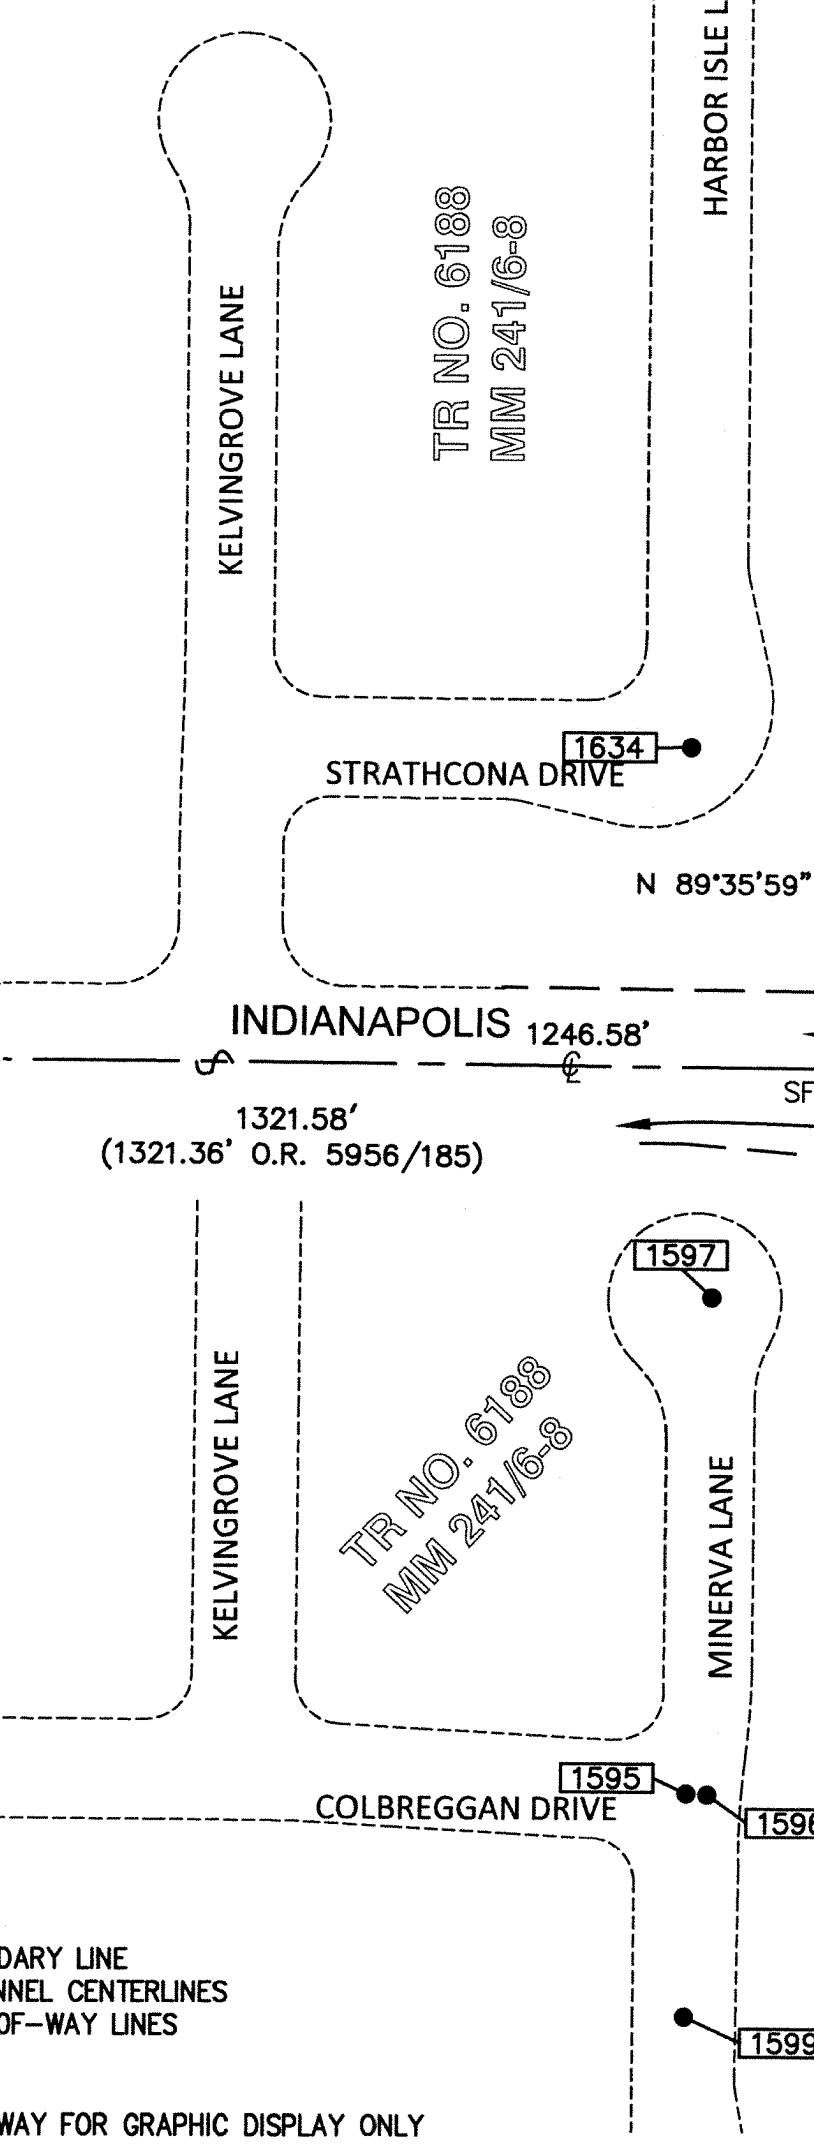 HARBOR ISLE L
TR NO. 6188
MM 241/6-8
KELVINGROVE LANE
1634
STRATHCONA DRIVE
N 89°35'59"
INDIANAPOLIS
1246.58'
℄
SF
1321.58'
(1321.36' O.R. 5956/185)
1597
KELVINGROVE LANE
TR NO. 6188
MM 241/6-8
MINERVA LANE
1595
COLBREGGAN DRIVE
1596
1599
DARY LINE
NNEL CENTERLINES
OF-WAY LINES
WAY FOR GRAPHIC DISPLAY ONLY